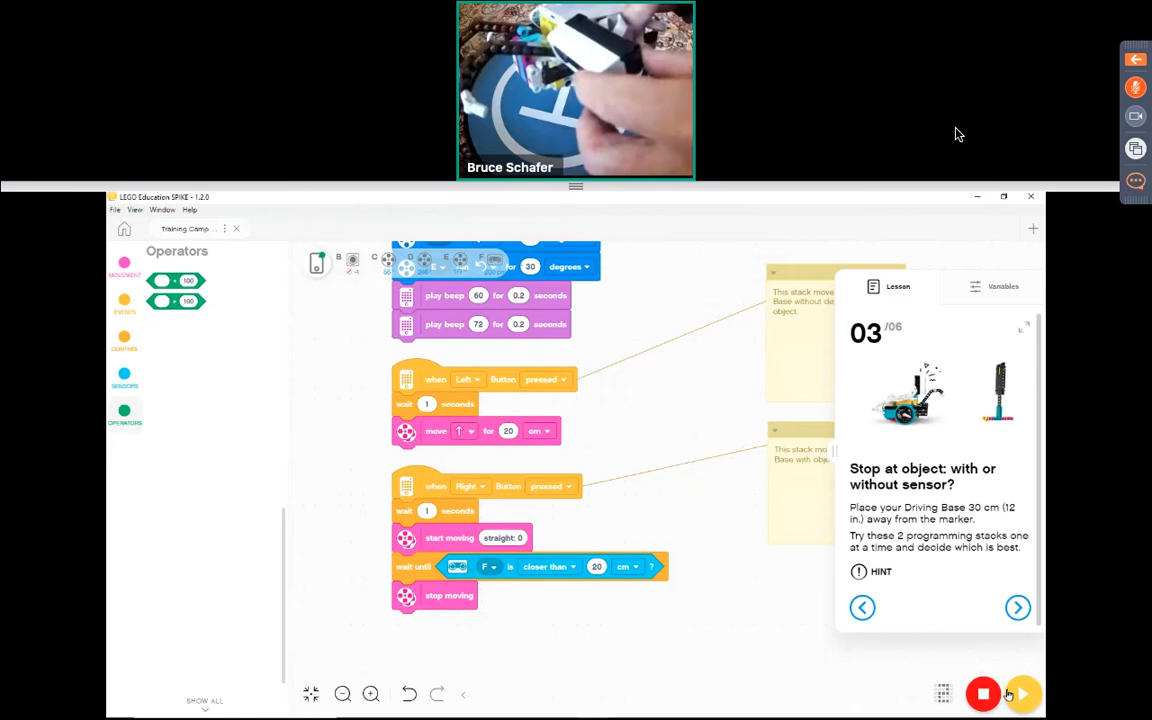 Bruce Schafer
LEGO Education SPIKE - 1.2.0
File View Window Help
Training Camp ...
Operators
MOVEMENT
EVENTS
CONTROL
SENSORS
OPERATORS
< 100
= 100
SHOW ALL
B C D E F
for 30 degrees
play beep 60 for 0.2 seconds
play beep 72 for 0.2 seconds
when Left Button pressed
wait 1 seconds
move ↑ for 20 cm
when Right Button pressed
wait 1 seconds
start moving straight: 0
wait until F is closer than 20 cm ?
stop moving
This stack move
Base without de
object.
This stack mo
Base with obje
Lesson
Variables
03 /06
Stop at object: with or
without sensor?
Place your Driving Base 30 cm (12
in.) away from the marker.
Try these 2 programming stacks one
at a time and decide which is best.
HINT